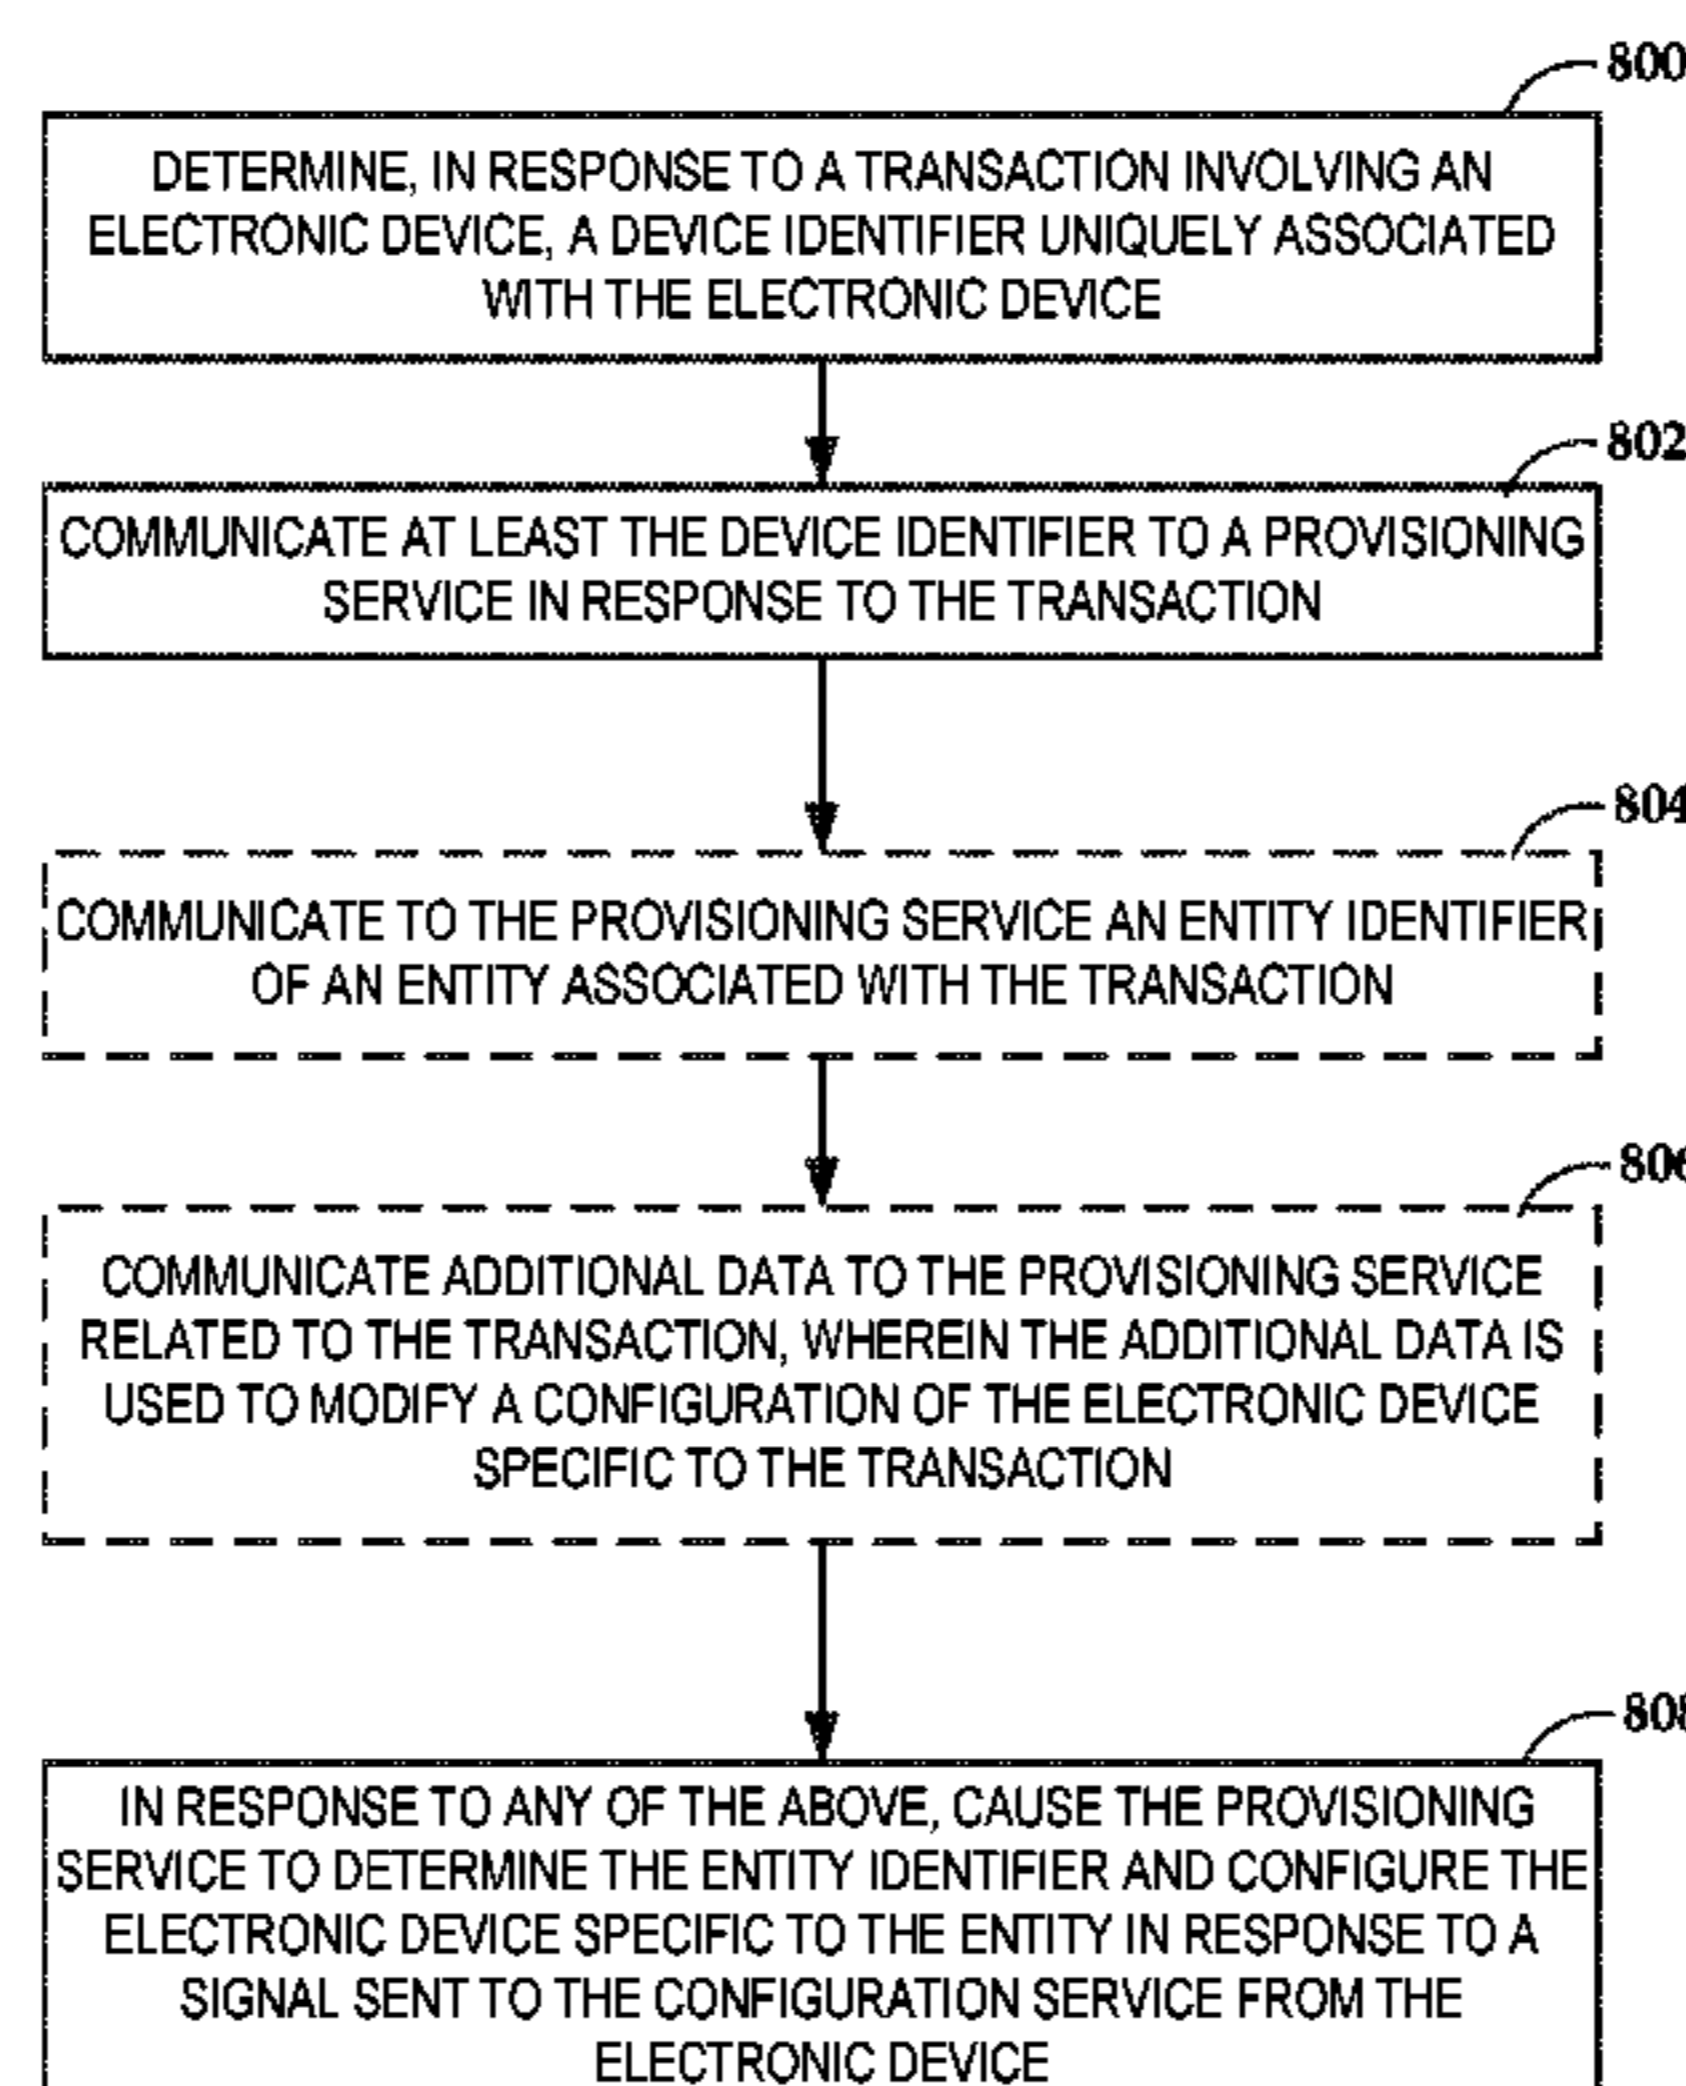 800
DETERMINE, IN RESPONSE TO A TRANSACTION INVOLVING AN
ELECTRONIC DEVICE, A DEVICE IDENTIFIER UNIQUELY ASSOCIATED
WITH THE ELECTRONIC DEVICE
802
COMMUNICATE AT LEAST THE DEVICE IDENTIFIER TO A PROVISIONING
SERVICE IN RESPONSE TO THE TRANSACTION
804
COMMUNICATE TO THE PROVISIONING SERVICE AN ENTITY IDENTIFIER
OF AN ENTITY ASSOCIATED WITH THE TRANSACTION
806
COMMUNICATE ADDITIONAL DATA TO THE PROVISIONING SERVICE
RELATED TO THE TRANSACTION, WHEREIN THE ADDITIONAL DATA IS
USED TO MODIFY A CONFIGURATION OF THE ELECTRONIC DEVICE
SPECIFIC TO THE TRANSACTION
808
IN RESPONSE TO ANY OF THE ABOVE, CAUSE THE PROVISIONING
SERVICE TO DETERMINE THE ENTITY IDENTIFIER AND CONFIGURE THE
ELECTRONIC DEVICE SPECIFIC TO THE ENTITY IN RESPONSE TO A
SIGNAL SENT TO THE CONFIGURATION SERVICE FROM THE
ELECTRONIC DEVICE